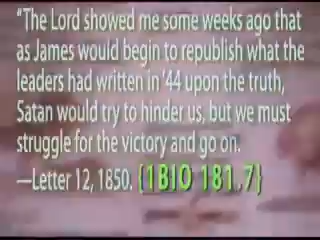 “The Lord showed me some weeks ago that
as James would begin to republish what the
leaders had written in ’44 upon the truth,
Satan would try to hinder us, but we must
struggle for the victory and go on.
—Letter 12, 1850. {1BIO 181.7}